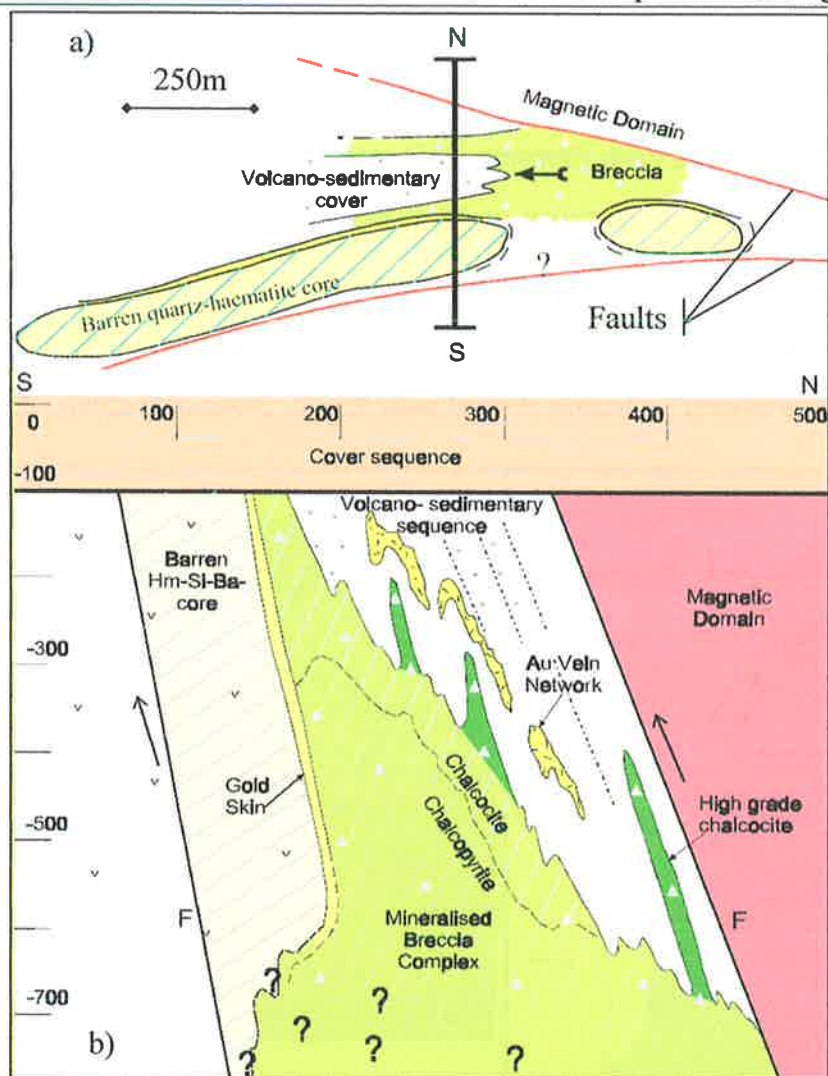 a)
N
250m
Magnetic Domain
Volcano-sedimentary
cover
Breccia
Barren quartz-haematite core
?
Faults
S
S
N
0
100
200
300
400
500
Cover sequence
-100
Volcano- sedimentary
sequence
Barren
Hm-Si-Ba-
core
Magnetic
Domain
-300
Au Vein
Network
Gold
Skin
Chalcocite
High grade
chalcocite
-500
Chalcopyrite
F
F
Mineralised
Breccia
Complex
-700
?
?
?
?
?
?
?
b)